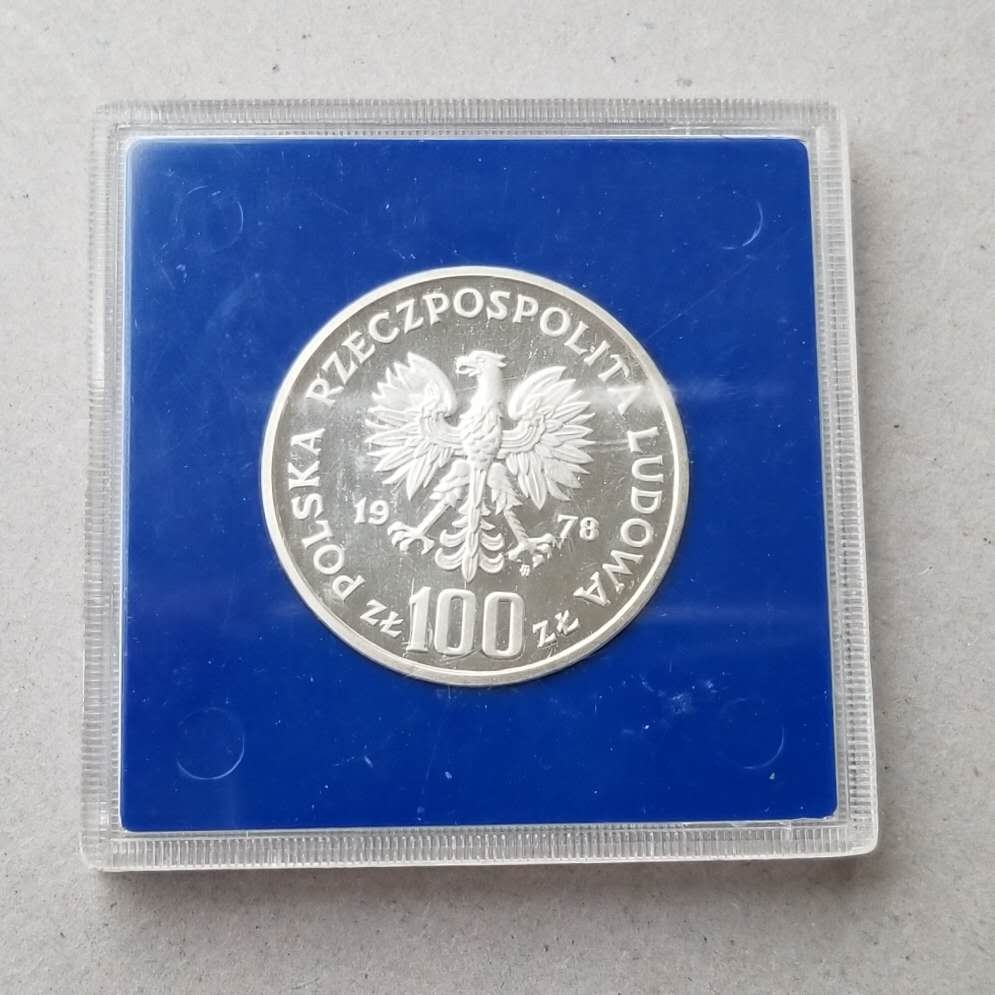 POLSKA RZECZPOSPOLITA LUDOWA
19 78
ZŁ 100 ZŁ